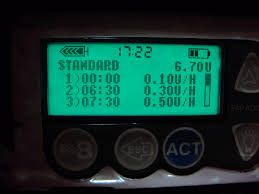 17:22
STANDARD 6.70U
1)00:00 0.10U/H
2)06:30 0.30U/H
3)07:30 0.50U/H
B
ESC
ACT